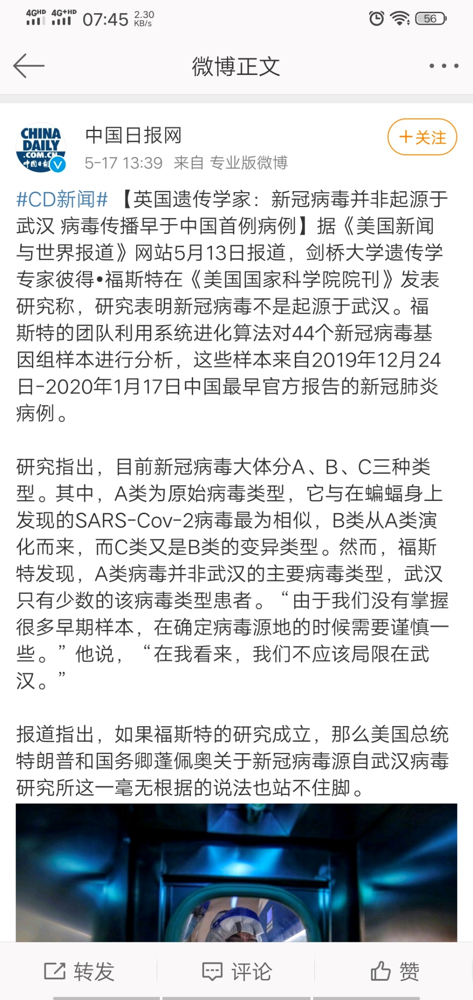 4GHD 4G+HD 07:45 2.30 KB/s 56
微博正文
CHINA
DAILY
.COM.CN
中国日报
中国日报网
+关注
5-17 13:39 来自 专业版微博
#CD新闻#【英国遗传学家：新冠病毒并非起源于
武汉 病毒传播早于中国首例病例】据《美国新闻
与世界报道》网站5月13日报道，剑桥大学遗传学
专家彼得•福斯特在《美国国家科学院院刊》发表
研究称，研究表明新冠病毒不是起源于武汉。福
斯特的团队利用系统进化算法对44个新冠病毒基
因组样本进行分析，这些样本来自2019年12月24
日-2020年1月17日中国最早官方报告的新冠肺炎
病例。
研究指出，目前新冠病毒大体分A、B、C三种类
型。其中，A类为原始病毒类型，它与在蝙蝠身上
发现的SARS-Cov-2病毒最为相似，B类从A类演
化而来，而C类又是B类的变异类型。然而，福斯
特发现，A类病毒并非武汉的主要病毒类型，武汉
只有少数的该病毒类型患者。“由于我们没有掌握
很多早期样本，在确定病毒源地的时候需要谨慎一
些。”他说，“在我看来，我们不应该局限在武
汉。”
报道指出，如果福斯特的研究成立，那么美国总统
特朗普和国务卿蓬佩奥关于新冠病毒源自武汉病毒
研究所这一毫无根据的说法也站不住脚。
转发 评论 赞